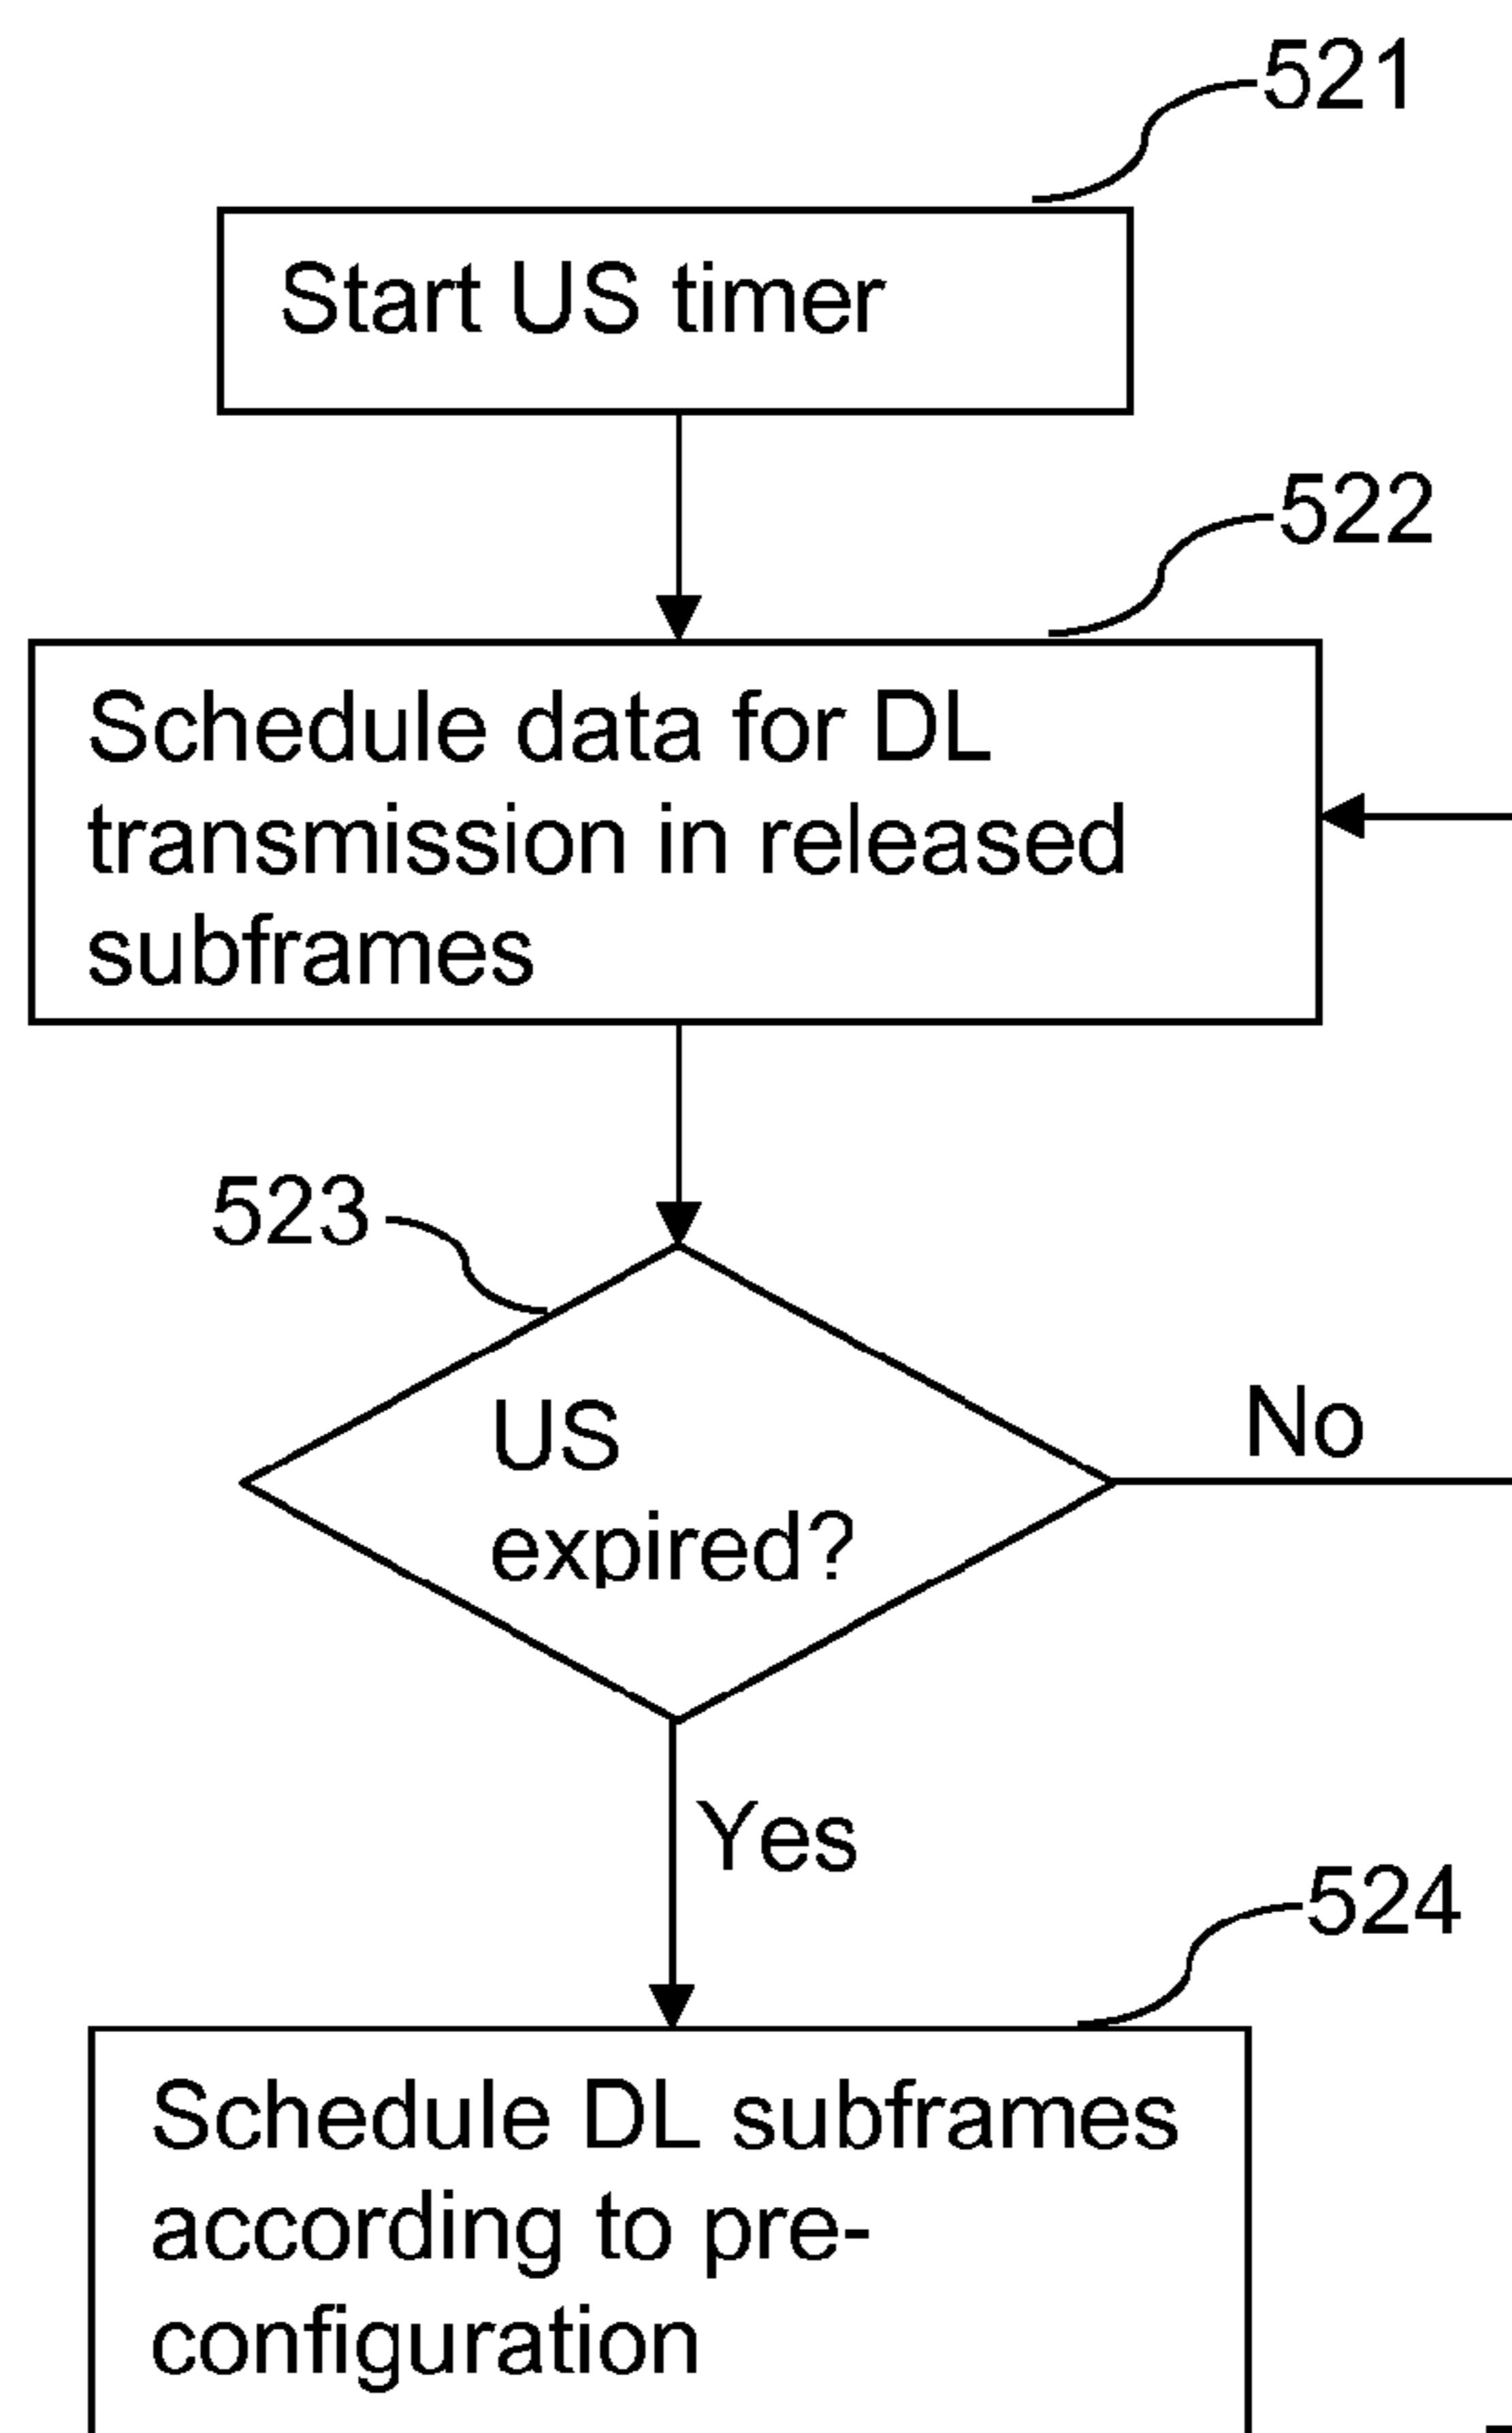 521
Start US timer
522
Schedule data for DL
transmission in released
subframes
523
US
expired?
No
Yes
524
Schedule DL subframes
according to pre-
configuration